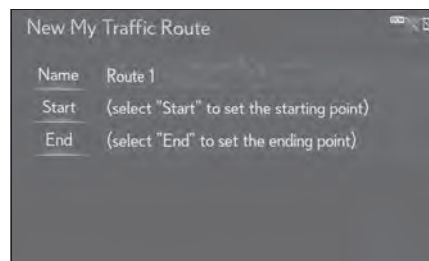 New My Traffic Route
Name Route 1
Start (select "Start" to set the starting point)
End (select "End" to set the ending point)